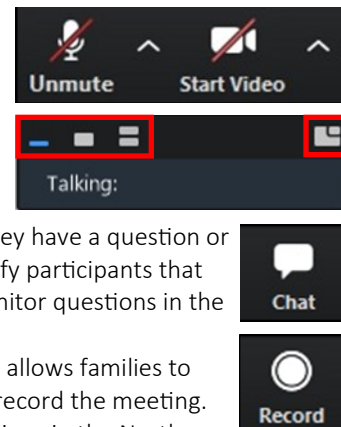 Unmute Start Video
Talking:
ey have a question or
fy participants that
nitor questions in the
Chat
allows families to
record the meeting.
Record